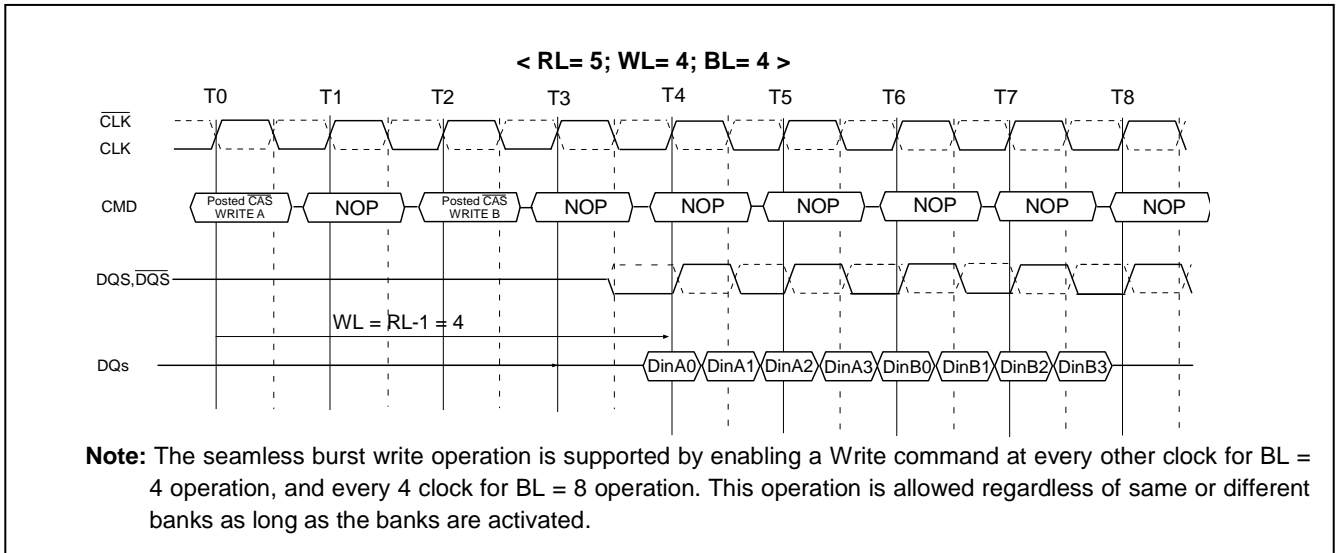 < RL= 5; WL= 4; BL= 4 >
T0 T1 T2 T3 T4 T5 T6 T7 T8
CLK
CLK
CMD Posted CAS WRITE A NOP Posted CAS WRITE B NOP NOP NOP NOP NOP NOP
DQS,DQS
WL = RL-1 = 4
DQs DinA0 DinA1 DinA2 DinA3 DinB0 DinB1 DinB2 DinB3
Note: The seamless burst write operation is supported by enabling a Write command at every other clock for BL =
4 operation, and every 4 clock for BL = 8 operation. This operation is allowed regardless of same or different
banks as long as the banks are activated.